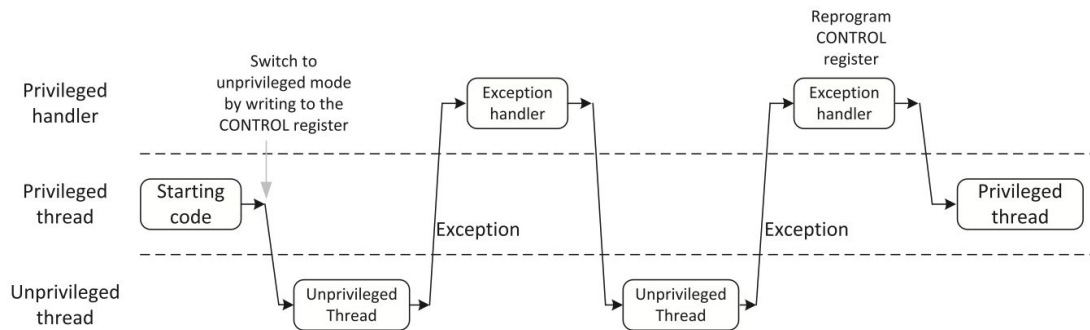 Switch to
unprivileged mode
by writing to the
CONTROL register
Reprogram
CONTROL
register
Privileged
handler
Exception
handler
Exception
handler
Privileged
thread
Starting
code
Exception
Exception
Privileged
thread
Unprivileged
thread
Unprivileged
Thread
Unprivileged
Thread